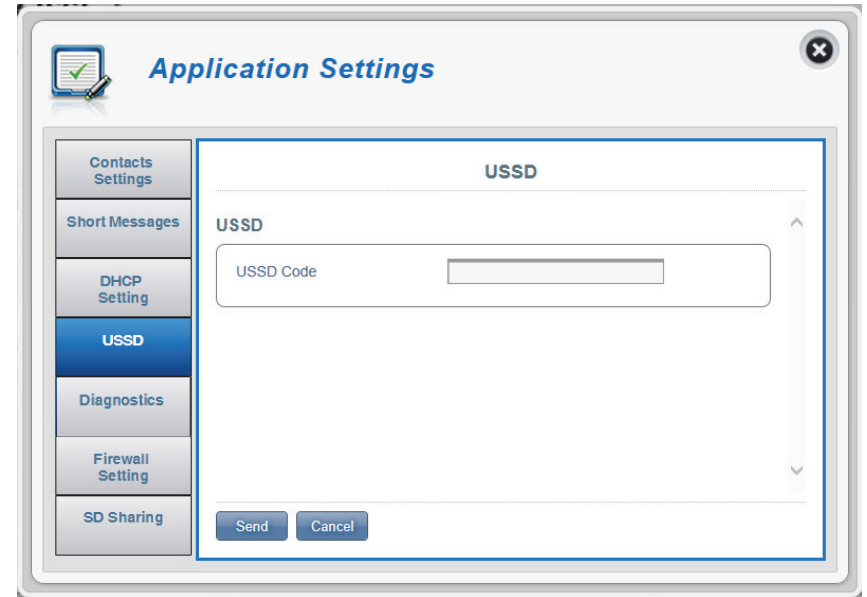 Application Settings
Contacts
Settings
Short Messages
DHCP
Setting
USSD
Diagnostics
Firewall
Setting
SD Sharing
USSD
USSD
USSD Code
Send Cancel